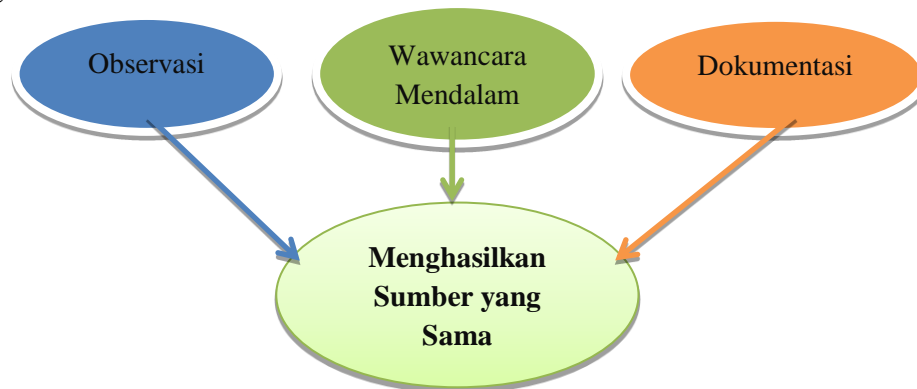 Observasi
Wawancara
Mendalam
Dokumentasi
Menghasilkan
Sumber yang
Sama